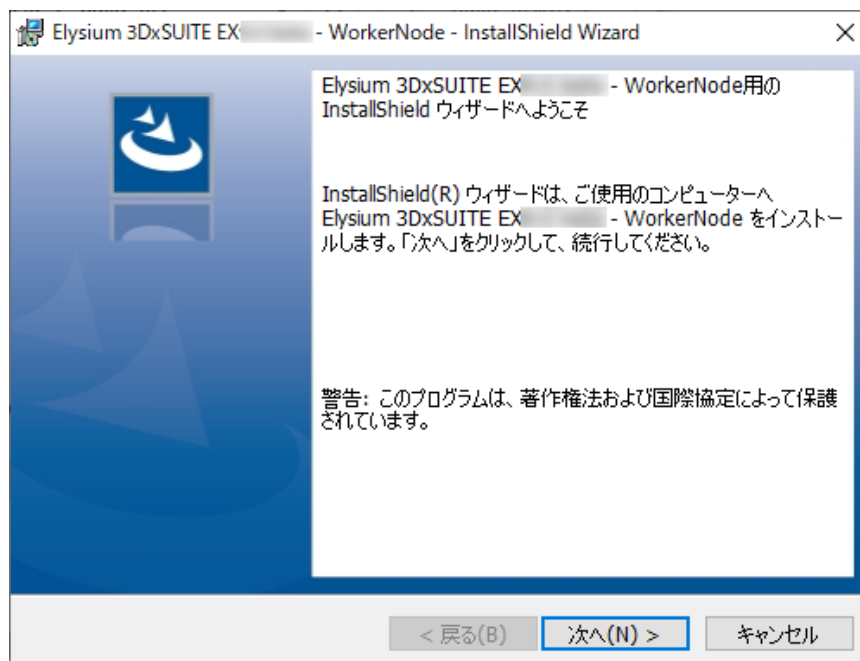 Elysium 3DxSUITE EX - WorkerNode - InstallShield Wizard
Elysium 3DxSUITE EX - WorkerNode用の
InstallShield ウィザードへようこそ
InstallShield(R) ウィザードは、ご使用のコンピューターへ
Elysium 3DxSUITE EX - WorkerNode をインストー
ルします。「次へ」をクリックして、続行してください。
警告: このプログラムは、著作権法および国際協定によって保護
されています。
< 戻る(B)
次へ(N) >
キャンセル